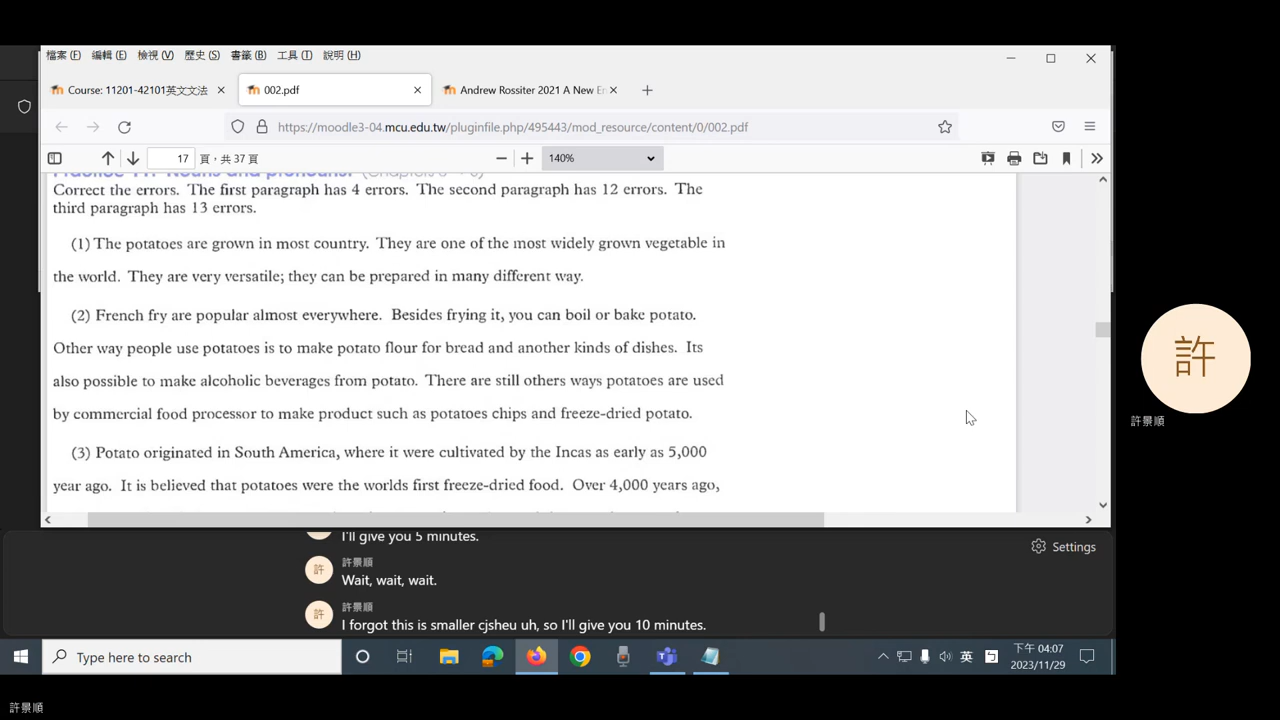 檔案 (F) 編輯 (E) 檢視 (V) 歷史 (S) 書籤 (B) 工具 (T) 說明 (H)
Course: 11201-42101英文文法
002.pdf
Andrew Rossiter 2021 A New En
https://moodle3-04.mcu.edu.tw/pluginfile.php/495443/mod_resource/content/0/002.pdf
17 頁，共 37 頁
140%
Correct the errors. The first paragraph has 4 errors. The second paragraph has 12 errors. The
third paragraph has 13 errors.
(1) The potatoes are grown in most country. They are one of the most widely grown vegetable in
the world. They are very versatile; they can be prepared in many different way.
(2) French fry are popular almost everywhere. Besides frying it, you can boil or bake potato.
Other way people use potatoes is to make potato flour for bread and another kinds of dishes. Its
also possible to make alcoholic beverages from potato. There are still others ways potatoes are used
by commercial food processor to make product such as potatoes chips and freeze-dried potato.
(3) Potato originated in South America, where it were cultivated by the Incas as early as 5,000
year ago. It is believed that potatoes were the worlds first freeze-dried food. Over 4,000 years ago,
I'll give you 5 minutes.
許
許景順
Wait, wait, wait.
許
許景順
I forgot this is smaller cjsheu uh, so I'll give you 10 minutes.
Settings
許
許景順
Type here to search
英
下午 04:07
2023/11/29
許景順